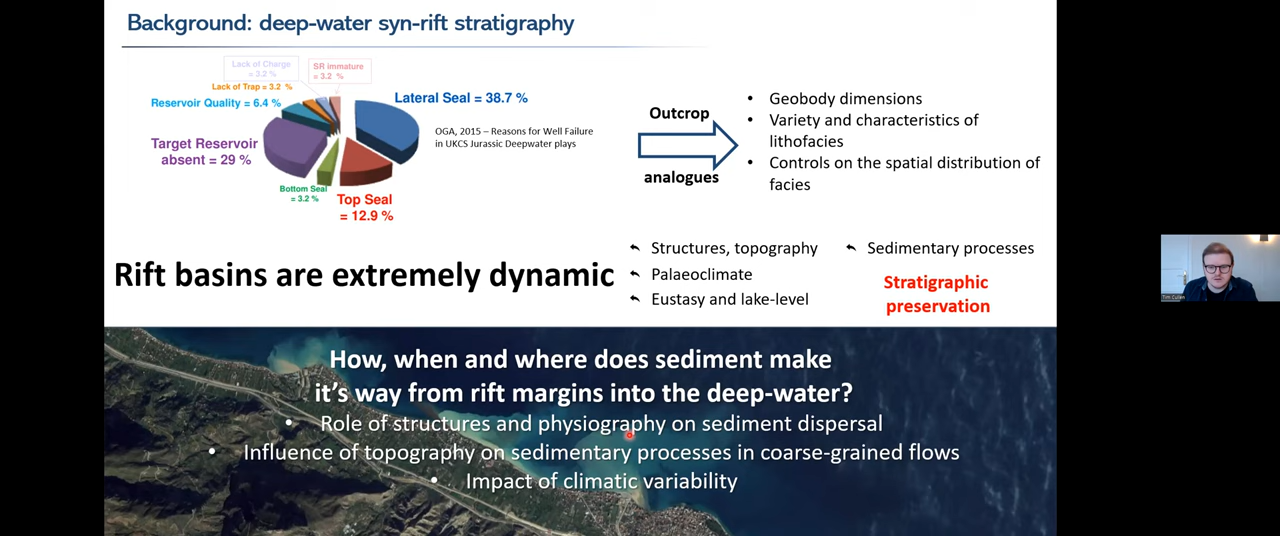 Background: deep-water syn-rift stratigraphy
Lack of Charge
= 3.2 %
SR immature
= 3.2 %
Lack of Trap = 3.2 %
Reservoir Quality = 6.4 %
Lateral Seal = 38.7 %
Target Reservoir
absent = 29 %
Bottom Seal
= 3.2 %
Top Seal
= 12.9 %
OGA, 2015 – Reasons for Well Failure
in UKCS Jurassic Deepwater plays
Outcrop
analogues
• Geobody dimensions
• Variety and characteristics of
lithofacies
• Controls on the spatial distribution of
facies
Rift basins are extremely dynamic
Structures, topography
Palaeoclimate
Eustasy and lake-level
Sedimentary processes
Stratigraphic
preservation
How, when and where does sediment make
it's way from rift margins into the deep-water?
• Role of structures and physiography on sediment dispersal
• Influence of topography on sedimentary processes in coarse-grained flows
• Impact of climatic variability
Tim Cullen